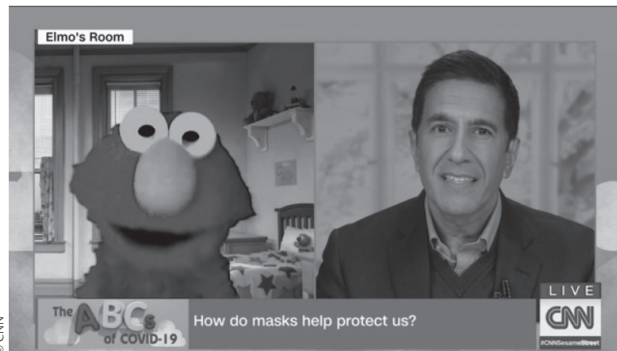 Elmo's Room
LIVE
CNN
#CNNSesameStreet
The ABCs
of COVID-19
How do masks help protect us?
© CNN